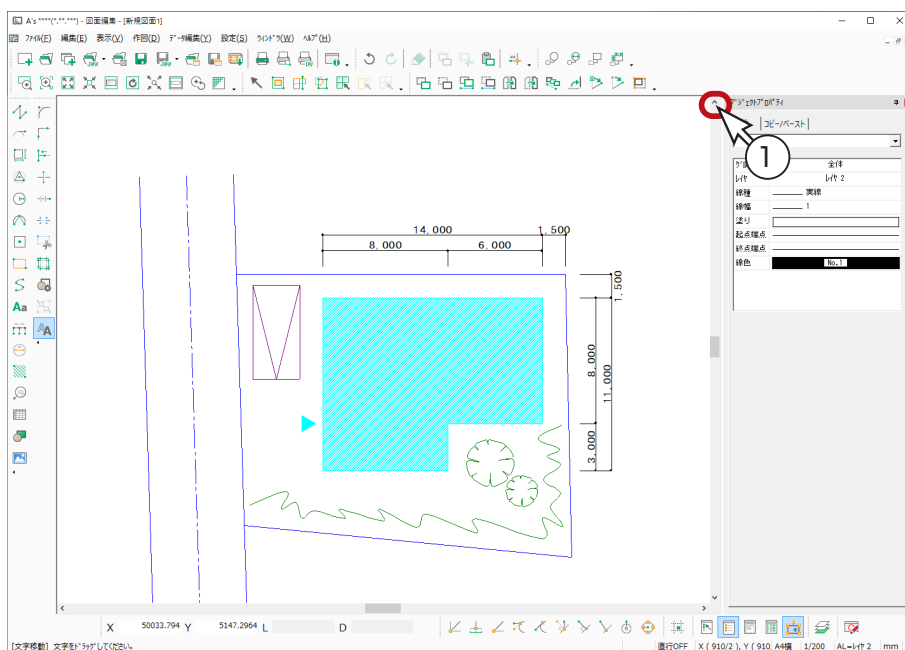 A's ****(*.**.***) - 図面編集 - [新規図面1]
ﾌｧｲﾙ(F) 編集(E) 表示(V) 作図(D) ﾃﾞｰﾀ編集(Y) 設定(S) ｳｨﾝﾄﾞｳ(W) ﾍﾙﾌﾟ(H)
ｵﾌﾞｼﾞｪｸﾄﾌﾟﾛﾊﾟﾃｨ
コピー/ペースト
1
全体
ﾚｲﾔ ﾚｲﾔ 2
線種 実線
線幅 1
塗り
起点端点
終点端点
線色 No.1
14,000 1,500
8,000 6,000
1,500
8,000
11,000
3,000
Aa
AA
X 50033.794 Y 5147.2964 L D
[文字移動] 文字をﾄﾞﾗｯｸﾞしてください。
直行OFF X ( 910/2 ), Y ( 910 A4横 1/200 AL=ﾚｲﾔ 2 mm